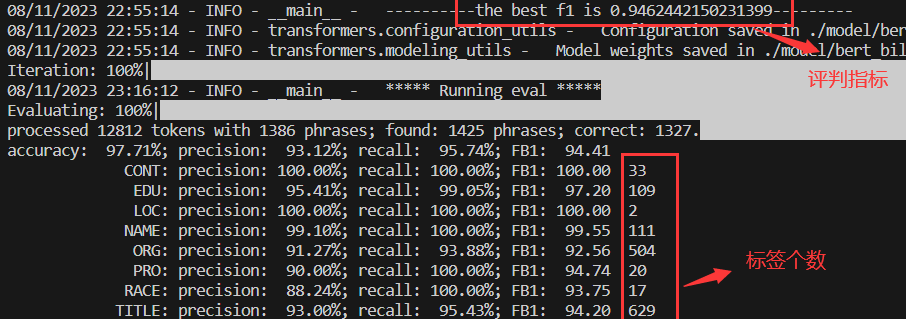 08/11/2023 22:55:14 - INFO - __main__ - ----------the best f1 is 0.9462442150231399---------
08/11/2023 22:55:14 - INFO - transformers.configuration_utils - Configuration saved in ./model/ber
08/11/2023 22:55:14 - INFO - transformers.modeling_utils - Model weights saved in ./model/bert_bil
Iteration: 100%|
评判指标
08/11/2023 23:16:12 - INFO - __main__ - ***** Running eval *****
Evaluating: 100%|
processed 12812 tokens with 1386 phrases; found: 1425 phrases; correct: 1327.
accuracy: 97.71%; precision: 93.12%; recall: 95.74%; FB1: 94.41
CONT: precision: 100.00%; recall: 100.00%; FB1: 100.00 33
EDU: precision: 95.41%; recall: 99.05%; FB1: 97.20 109
LOC: precision: 100.00%; recall: 100.00%; FB1: 100.00 2
NAME: precision: 99.10%; recall: 100.00%; FB1: 99.55 111
ORG: precision: 91.27%; recall: 93.88%; FB1: 92.56 504
标签个数
PRO: precision: 90.00%; recall: 100.00%; FB1: 94.74 20
RACE: precision: 88.24%; recall: 100.00%; FB1: 93.75 17
TITLE: precision: 93.00%; recall: 95.43%; FB1: 94.20 629